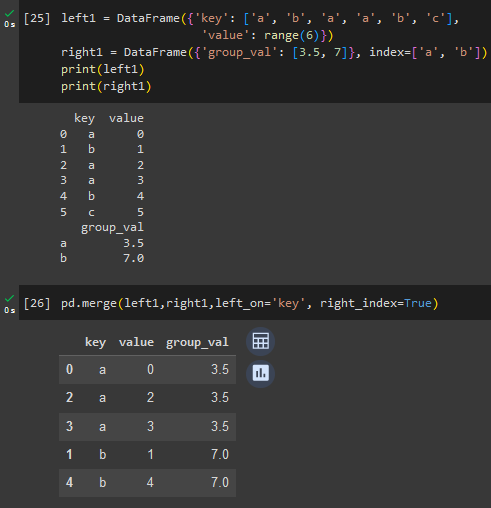 [25] left1 = DataFrame({'key': ['a', 'b', 'a', 'a', 'b', 'c'],
'value': range(6)})
0s
right1 = DataFrame({'group_val': [3.5, 7]}, index=['a', 'b'])
print(left1)
print(right1)
key value
0 a 0
1 b 1
2 a 2
3 a 3
4 b 4
5 c 5
group_val
a 3.5
b 7.0
[26] pd.merge(left1,right1,left_on='key', right_index=True)
0s
key value group_val
0 a 0 3.5
2 a 2 3.5
3 a 3 3.5
1 b 1 7.0
4 b 4 7.0